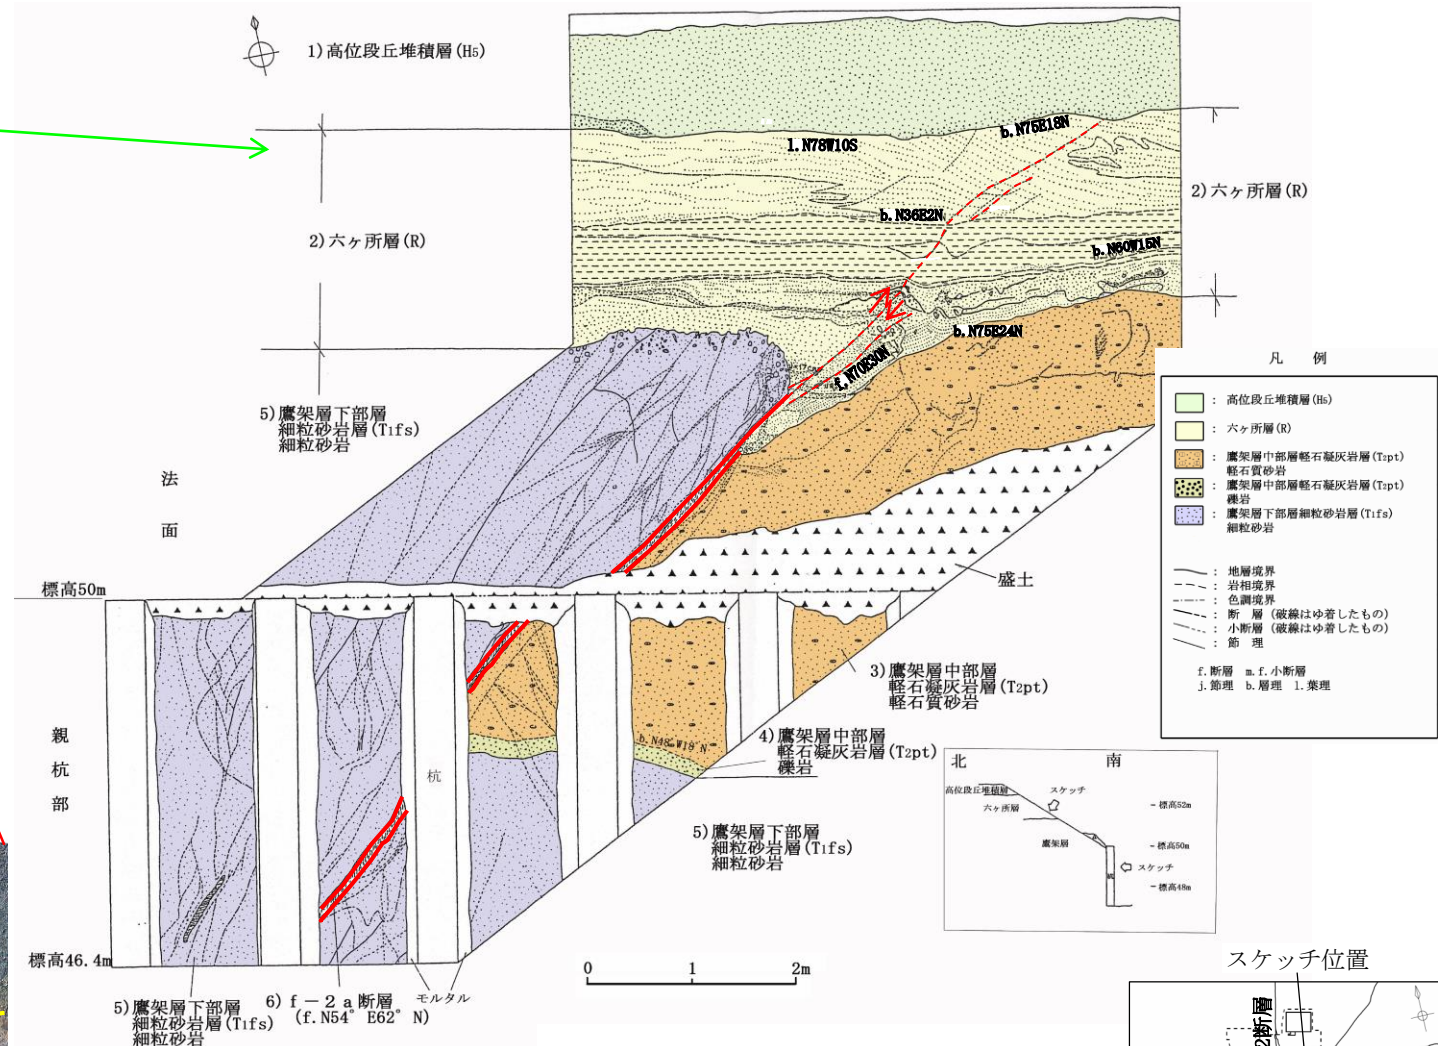 1)高位段丘堆積層(H5)
l. N78W10S
b. N75E18N
2)六ヶ所層(R)
2)六ヶ所層(R)
b. N36E2N
b. N60W15N
b. N75E24N
f. N70E30N
5)鷹架層下部層
細粒砂岩層(T1fs)
細粒砂岩
法
面
標高50m
盛土
親
杭
部
杭
3)鷹架層中部層
軽石凝灰岩層(T2pt)
軽石質砂岩
b. N48°W18°N
4)鷹架層中部層
軽石凝灰岩層(T2pt)
礫岩
5)鷹架層下部層
細粒砂岩層(T1fs)
細粒砂岩
標高46.4m
5)鷹架層下部層
細粒砂岩層(T1fs)
細粒砂岩
6) f-2a断層
(f. N54°E62°N)
モルタル
0 1 2m
凡 例
: 高位段丘堆積層(H5)
: 六ヶ所層(R)
: 鷹架層中部層軽石凝灰岩層(T2pt)
軽石質砂岩
: 鷹架層中部層軽石凝灰岩層(T2pt)
礫岩
: 鷹架層下部層細粒砂岩層(T1fs)
細粒砂岩
: 地層境界
: 岩相境界
: 色調境界
: 断 層 (破線はゆ着したもの)
: 小断層 (破線はゆ着したもの)
: 節 理
f. 断層 m.f. 小断層
j. 節理 b. 層理 l. 葉理
北 南
高位段丘堆積層
スケッチ
六ヶ所層
標高52m
鷹架層
標高50m
スケッチ
杭
標高48m
スケッチ位置
2断層